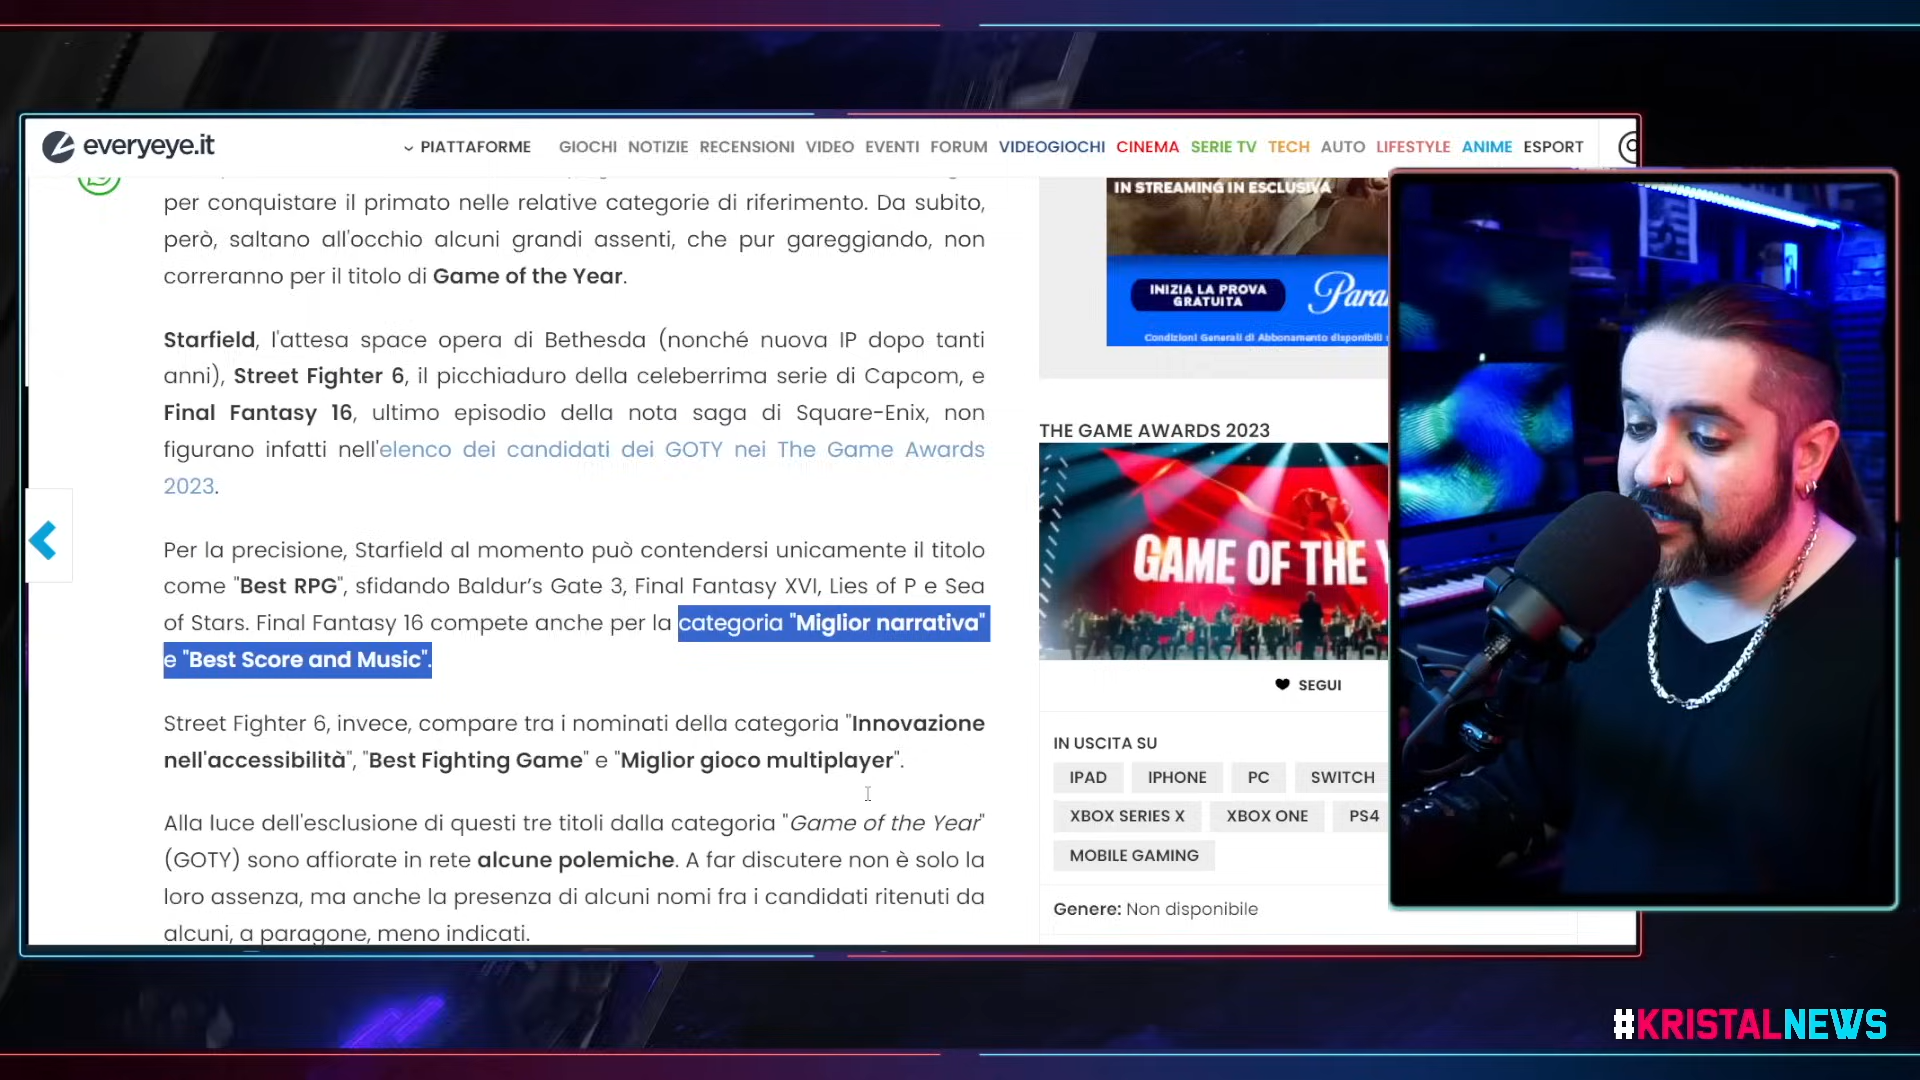 everyeye.it
PIATTAFORME GIOCHI NOTIZIE RECENSIONI VIDEO EVENTI FORUM VIDEOGIOCHI CINEMA SERIE TV TECH AUTO LIFESTYLE ANIME ESPORT
per conquistare il primato nelle relative categorie di riferimento. Da subito,
però, saltano all'occhio alcuni grandi assenti, che pur gareggiando, non
correranno per il titolo di Game of the Year.
Starfield, l'attesa space opera di Bethesda (nonché nuova IP dopo tanti
anni), Street Fighter 6, il picchiaduro della celeberrima serie di Capcom, e
Final Fantasy 16, ultimo episodio della nota saga di Square-Enix, non
figurano infatti nell'elenco dei candidati dei GOTY nei The Game Awards
2023.
Per la precisione, Starfield al momento può contendersi unicamente il titolo
come "Best RPG", sfidando Baldur's Gate 3, Final Fantasy XVI, Lies of P e Sea
of Stars. Final Fantasy 16 compete anche per la categoria "Miglior narrativa"
e "Best Score and Music".
Street Fighter 6, invece, compare tra i nominati della categoria "Innovazione
nell'accessibilità", "Best Fighting Game" e "Miglior gioco multiplayer".
Alla luce dell'esclusione di questi tre titoli dalla categoria "Game of the Year"
(GOTY) sono affiorate in rete alcune polemiche. A far discutere non è solo la
loro assenza, ma anche la presenza di alcuni nomi fra i candidati ritenuti da
alcuni, a paragone, meno indicati.
IN STREAMING IN ESCLUSIVA
INIZIA LA PROVA
GRATUITA
Condizioni Generali di Abbonamento disponibili
THE GAME AWARDS 2023
GAME OF THE
SEGUI
IN USCITA SU
IPAD IPHONE PC SWITCH
XBOX SERIES X XBOX ONE PS4
MOBILE GAMING
Genere: Non disponibile
#KRISTALNEWS